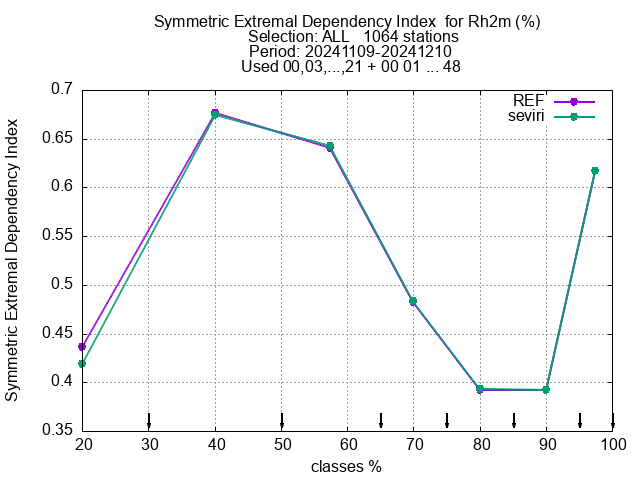 Symmetric Extremal Dependency Index  for Rh2m (%)
Selection: ALL   1064 stations
Period: 20241109-20241210
Used 00,03,...,21 + 00 01 ... 48
REF
seviri
Symmetric Extremal Dependency Index
0.7
0.65
0.6
0.55
0.5
0.45
0.4
0.35
20 30 40 50 60 70 80 90 100
classes %